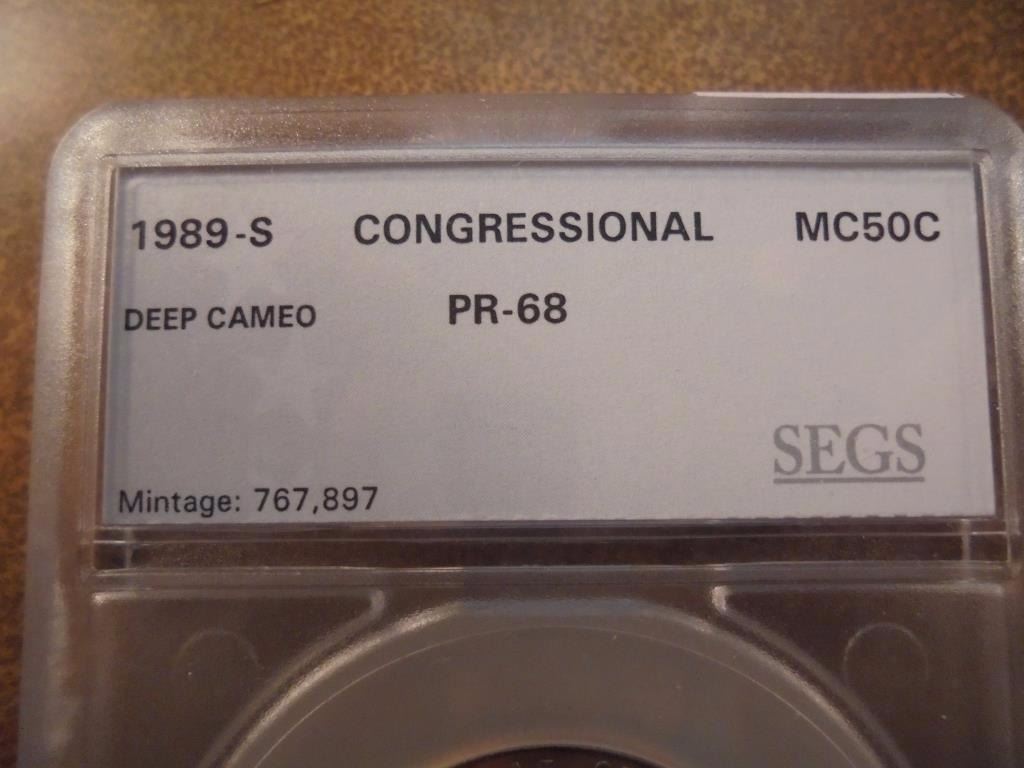 1989-S CONGRESSIONAL MC50C
DEEP CAMEO PR-68
SEGS
Mintage: 767,897